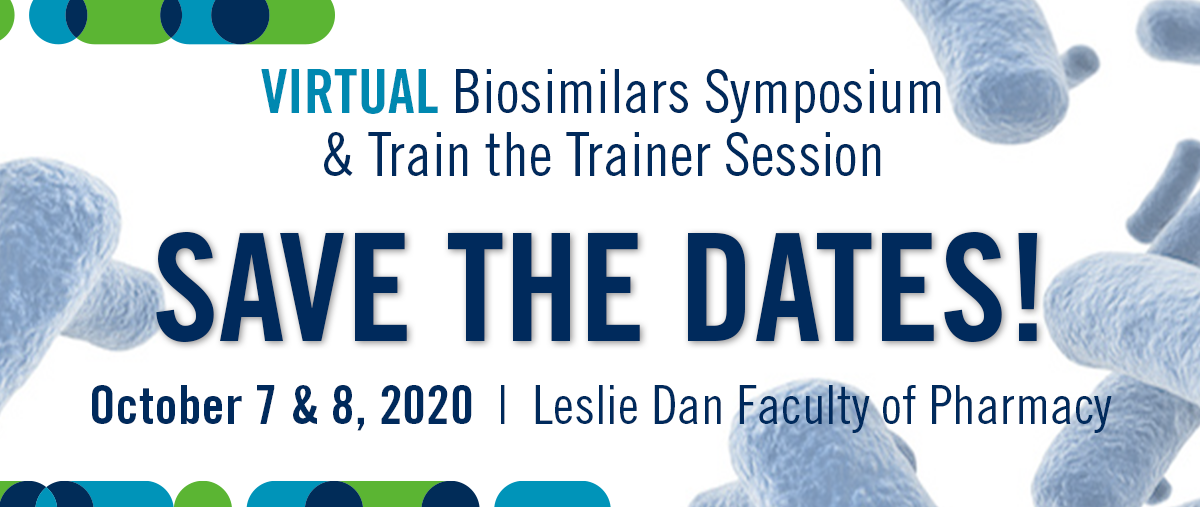 VIRTUAL Biosimilars Symposium
& Train the Trainer Session
SAVE THE DATES!
October 7 & 8, 2020 | Leslie Dan Faculty of Pharmacy